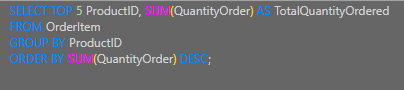 SELECT TOP 5 ProductID, SUM(QuantityOrder) AS TotalQuantityOrdered
FROM OrderItem
GROUP BY ProductID
ORDER BY SUM(QuantityOrder) DESC;